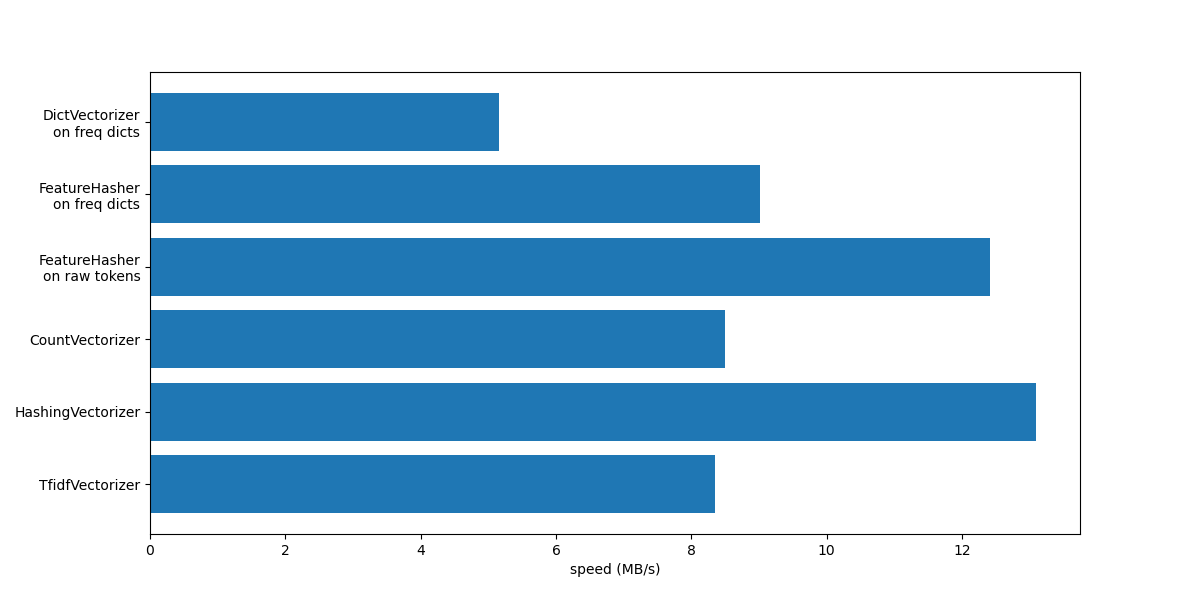 DictVectorizer
on freq dicts
FeatureHasher
on freq dicts
FeatureHasher
on raw tokens
CountVectorizer
HashingVectorizer
TfidfVectorizer
0 2 4 6 8 10 12
speed (MB/s)